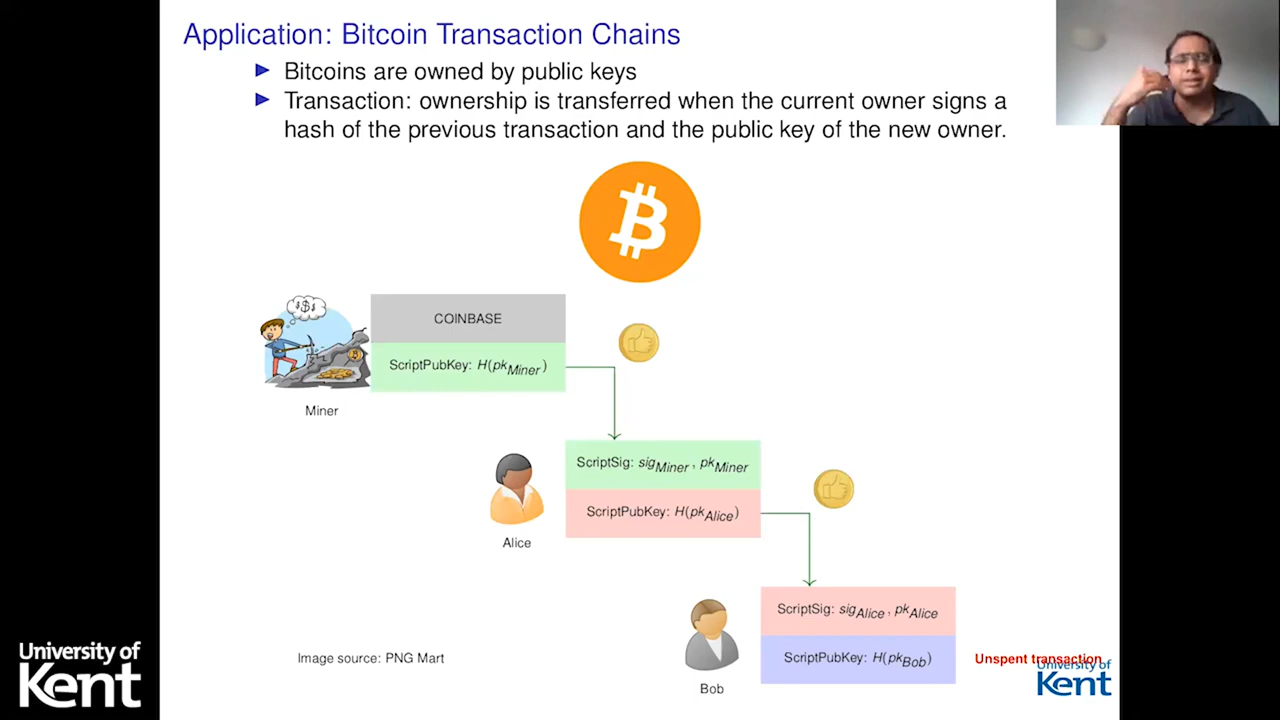 Application: Bitcoin Transaction Chains
Bitcoins are owned by public keys
Transaction: ownership is transferred when the current owner signs a
hash of the previous transaction and the public key of the new owner.
$
COINBASE
ScriptPubKey: H(pkMiner)
Miner
ScriptSig: sigMiner, pkMiner
ScriptPubKey: H(pkAlice)
Alice
ScriptSig: sigAlice, pkAlice
ScriptPubKey: H(pkBob)
Bob
Unspent transaction
Image source: PNG Mart
University of
Kent
University of
Kent